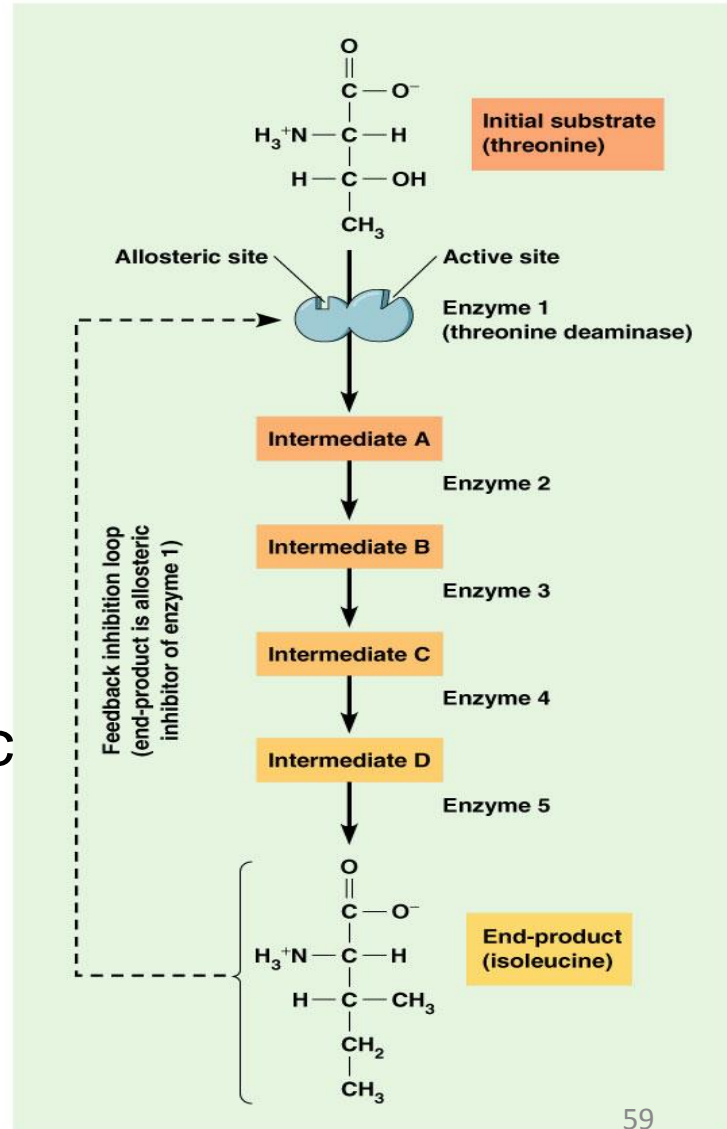 O
C — O⁻
H₃⁺N — C — H
H — C — OH
CH₃
Initial substrate
(threonine)
Allosteric site
Active site
Enzyme 1
(threonine deaminase)
Intermediate A
Enzyme 2
Intermediate B
Enzyme 3
Intermediate C
Enzyme 4
Intermediate D
Enzyme 5
Feedback inhibition loop
(end-product is allosteric
inhibitor of enzyme 1)
c
O
C — O⁻
H₃⁺N — C — H
H — C — CH₃
CH₂
CH₃
End-product
(isoleucine)
59